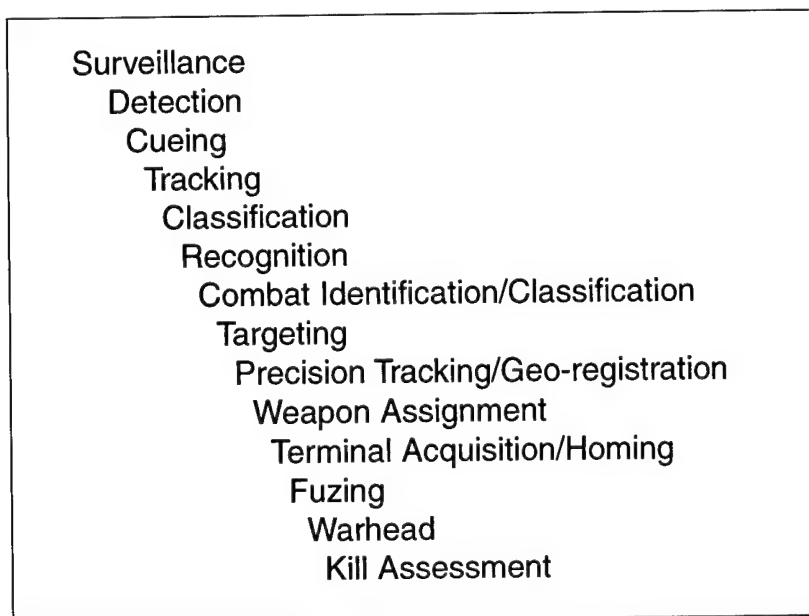 Surveillance
Detection
Cueing
Tracking
Classification
Recognition
Combat Identification/Classification
Targeting
Precision Tracking/Geo-registration
Weapon Assignment
Terminal Acquisition/Homing
Fuzing
Warhead
Kill Assessment